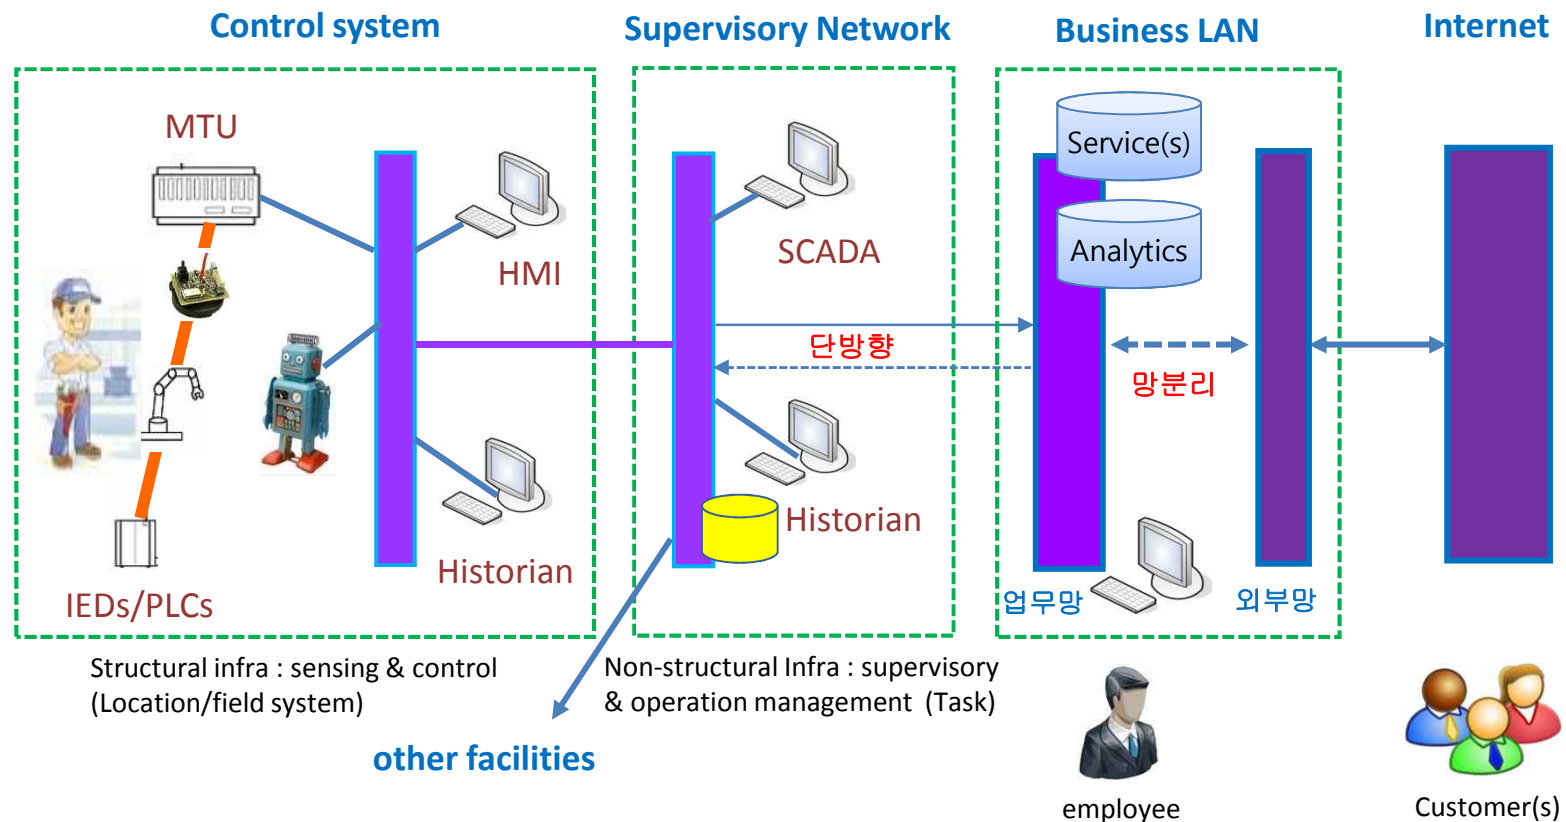 Control system
Supervisory Network
Business LAN
Internet
MTU
HMI
Historian
IEDs/PLCs
SCADA
Historian
단방향
Service(s)
Analytics
망분리
업무망
외부망
Structural infra : sensing & control
(Location/field system)
Non-structural Infra : supervisory
& operation management (Task)
other facilities
employee
Customer(s)